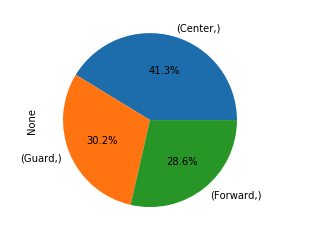 (Center,)
41.3%
None
30.2%
(Guard,)
28.6%
(Forward,)